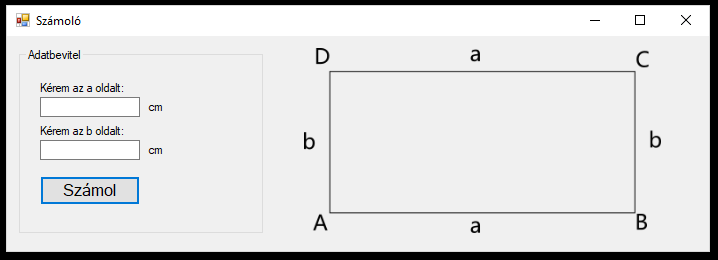 Számoló
Adatbevitel
Kérem az a oldalt:
cm
Kérem az b oldalt:
cm
Számol
D a C
b b
A a B